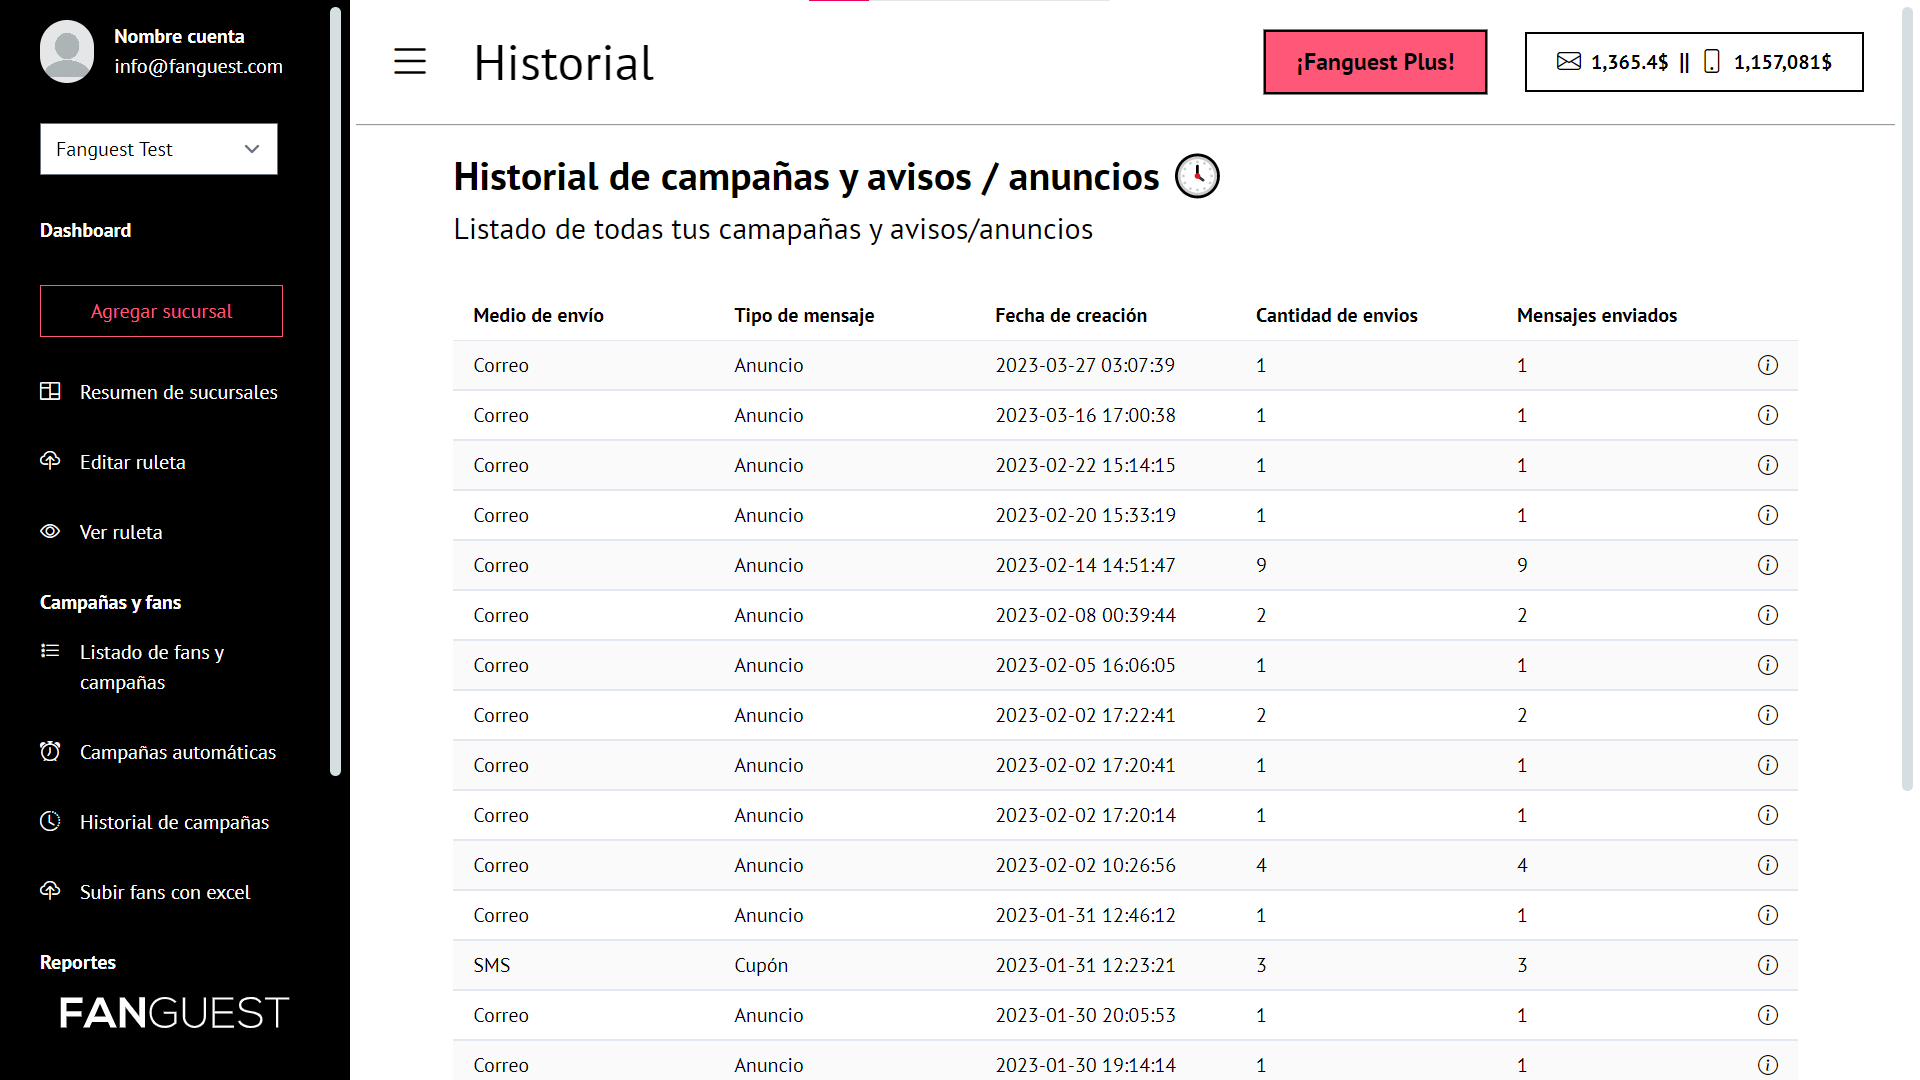 Nombre cuenta
info@fanguest.com
Fanguest Test
Dashboard
Agregar sucursal
Resumen de sucursales
Editar ruleta
Ver ruleta
Campañas y fans
Listado de fans y
campañas
Campañas automáticas
Historial de campañas
Subir fans con excel
Reportes
FANGUEST
Historial
¡Fanguest Plus!
1,365.4$ || 1,157,081$
Historial de campañas y avisos / anuncios
Listado de todas tus camapañas y avisos/anuncios
Medio de envío Tipo de mensaje Fecha de creación Cantidad de envios Mensajes enviados
Correo Anuncio 2023-03-27 03:07:39 1 1
Correo Anuncio 2023-03-16 17:00:38 1 1
Correo Anuncio 2023-02-22 15:14:15 1 1
Correo Anuncio 2023-02-20 15:33:19 1 1
Correo Anuncio 2023-02-14 14:51:47 9 9
Correo Anuncio 2023-02-08 00:39:44 2 2
Correo Anuncio 2023-02-05 16:06:05 1 1
Correo Anuncio 2023-02-02 17:22:41 2 2
Correo Anuncio 2023-02-02 17:20:41 1 1
Correo Anuncio 2023-02-02 17:20:14 1 1
Correo Anuncio 2023-02-02 10:26:56 4 4
Correo Anuncio 2023-01-31 12:46:12 1 1
SMS Cupón 2023-01-31 12:23:21 3 3
Correo Anuncio 2023-01-30 20:05:53 1 1
Correo Anuncio 2023-01-30 19:14:14 1 1